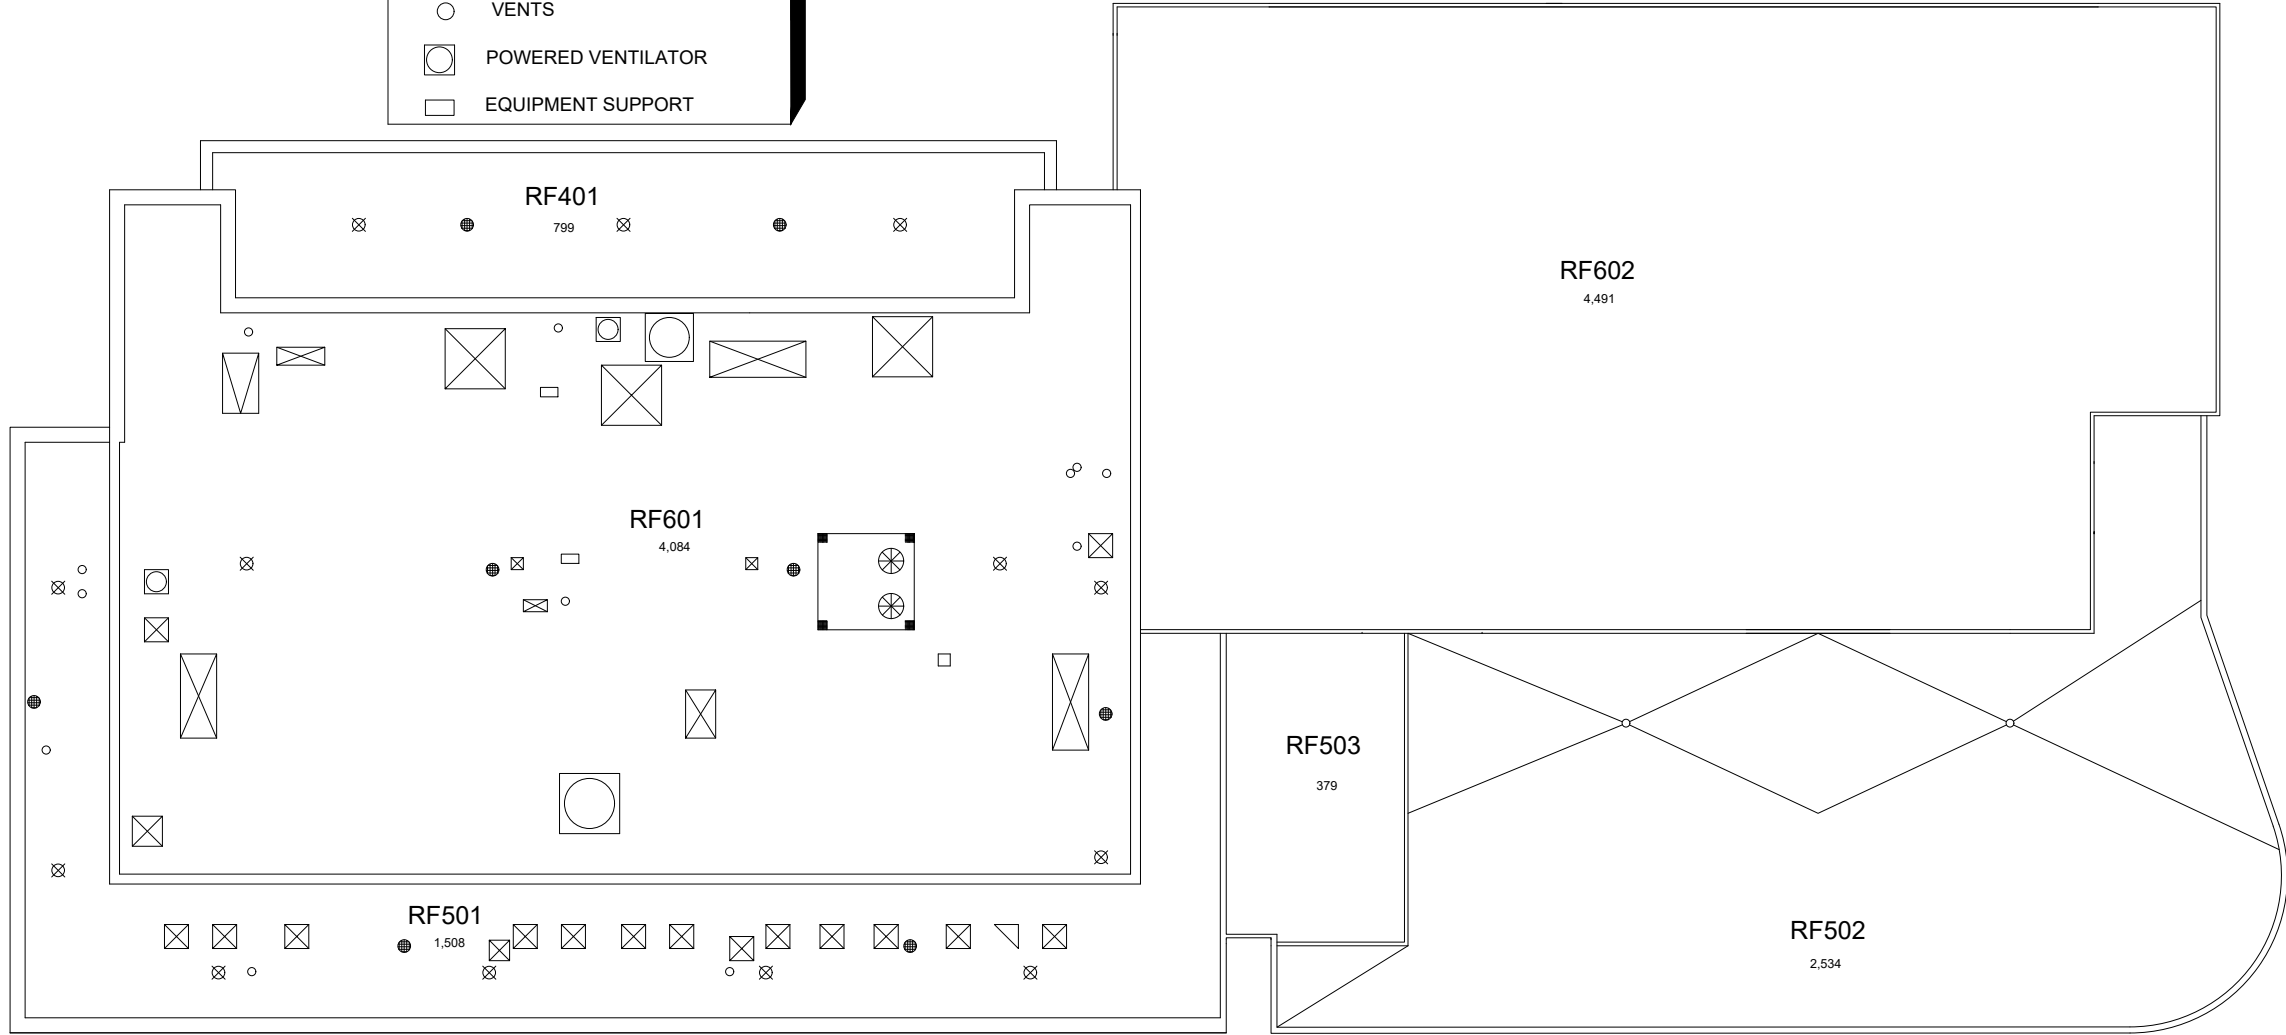 VENTS
POWERED VENTILATOR
EQUIPMENT SUPPORT
RF401
799
RF602
4,491
RF601
4,084
RF503
379
RF501
1,508
RF502
2,534